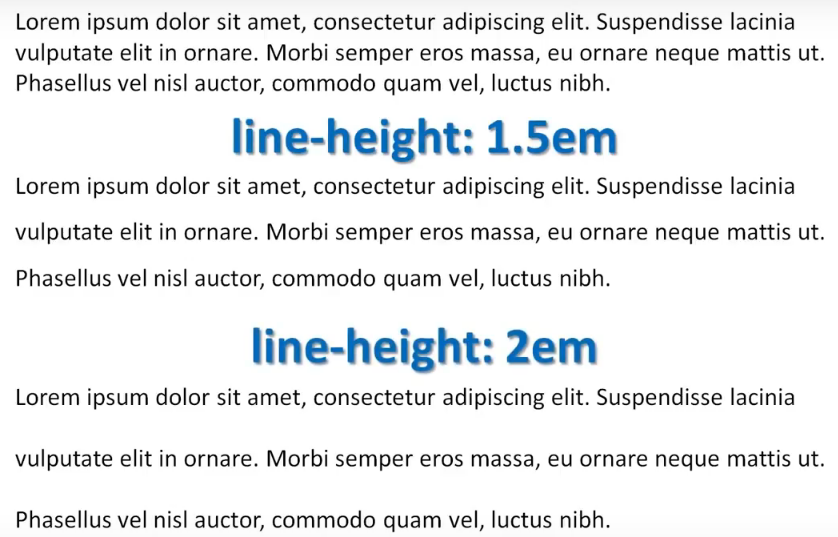 Lorem ipsum dolor sit amet, consectetur adipiscing elit. Suspendisse lacinia
vulputate elit in ornare. Morbi semper eros massa, eu ornare neque mattis ut.
Phasellus vel nisl auctor, commodo quam vel, luctus nibh.
line-height: 1.5em
Lorem ipsum dolor sit amet, consectetur adipiscing elit. Suspendisse lacinia
vulputate elit in ornare. Morbi semper eros massa, eu ornare neque mattis ut.
Phasellus vel nisl auctor, commodo quam vel, luctus nibh.
line-height: 2em
Lorem ipsum dolor sit amet, consectetur adipiscing elit. Suspendisse lacinia
vulputate elit in ornare. Morbi semper eros massa, eu ornare neque mattis ut.
Phasellus vel nisl auctor, commodo quam vel, luctus nibh.